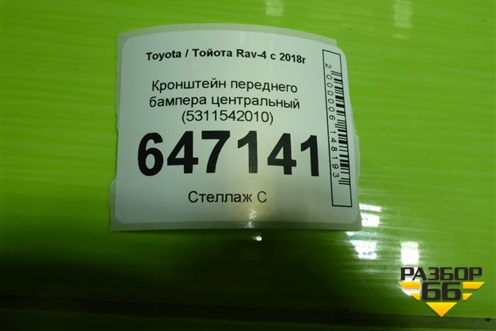 Toyota / Тойота Rav-4 с 2018г
Кронштейн переднего
бампера центральный
(5311542010)
647141
Стеллаж С
2000006148193
РАЗБОР
66